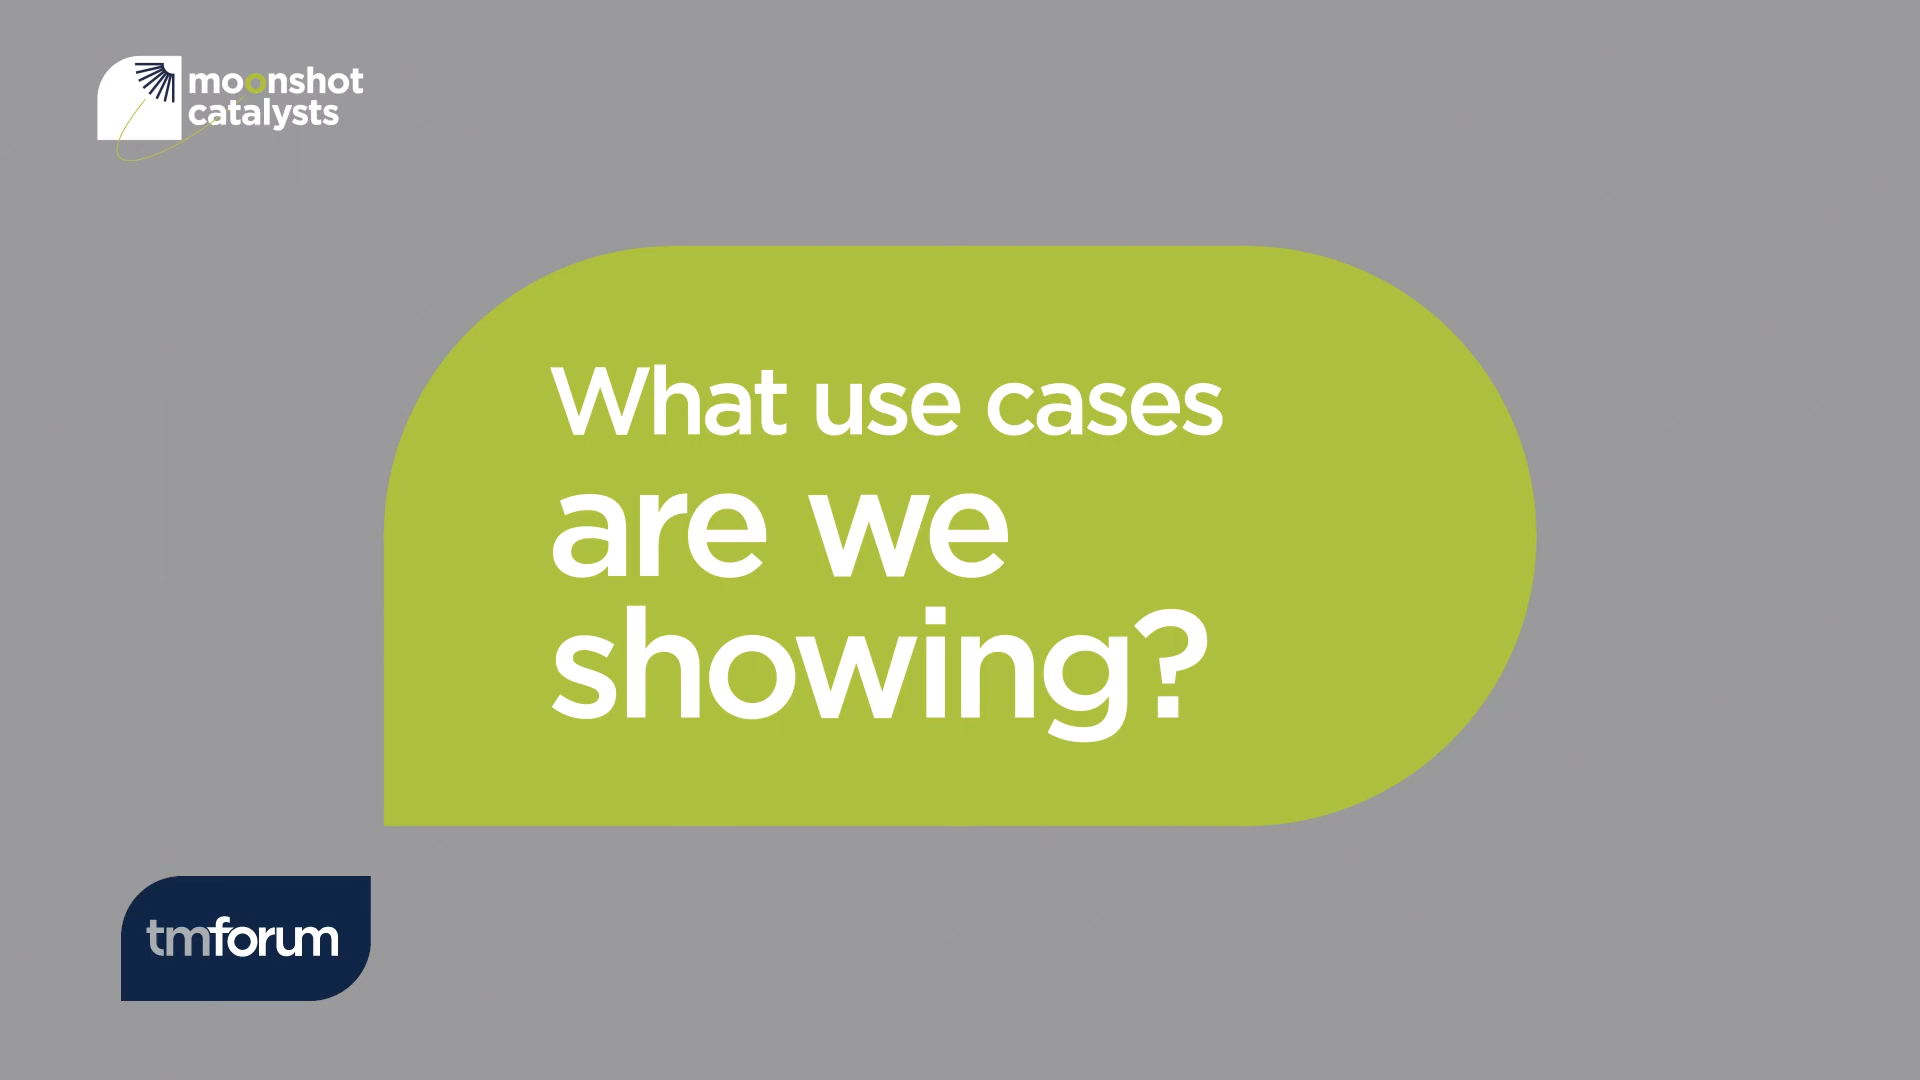 moonshot
catalysts
What use cases
are we
showing?
tmforum